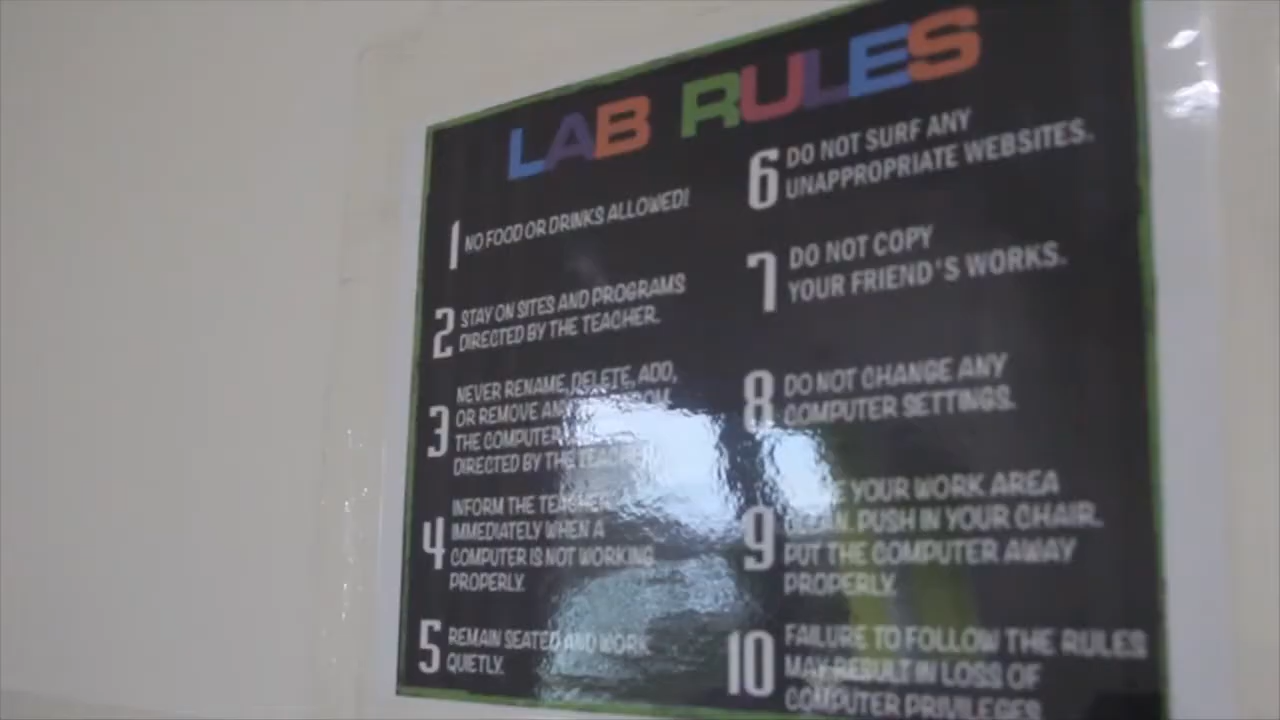 LAB RULES
1 NO FOOD OR DRINKS ALLOWED!
2 STAY ON SITES AND PROGRAMS
DIRECTED BY THE TEACHER.
3 NEVER RENAME, DELETE, ADD,
OR REMOVE ANY
THE COMPUTER
DIRECTED BY THE TEACHER
4 INFORM THE TEACHER
IMMEDIATELY WHEN A
COMPUTER IS NOT WORKING
PROPERLY.
5 REMAIN SEATED AND WORK
QUIETLY.
6 DO NOT SURF ANY
UNAPPROPRIATE WEBSITES.
7 DO NOT COPY
YOUR FRIEND'S WORKS.
8 DO NOT CHANGE ANY
COMPUTER SETTINGS.
9 YOUR WORK AREA
CLEAN. PUSH IN YOUR CHAIR.
PUT THE COMPUTER AWAY
PROPERLY.
10 FAILURE TO FOLLOW THE RULES
MAY RESULT IN LOSS OF
COMPUTER PRIVILEGES